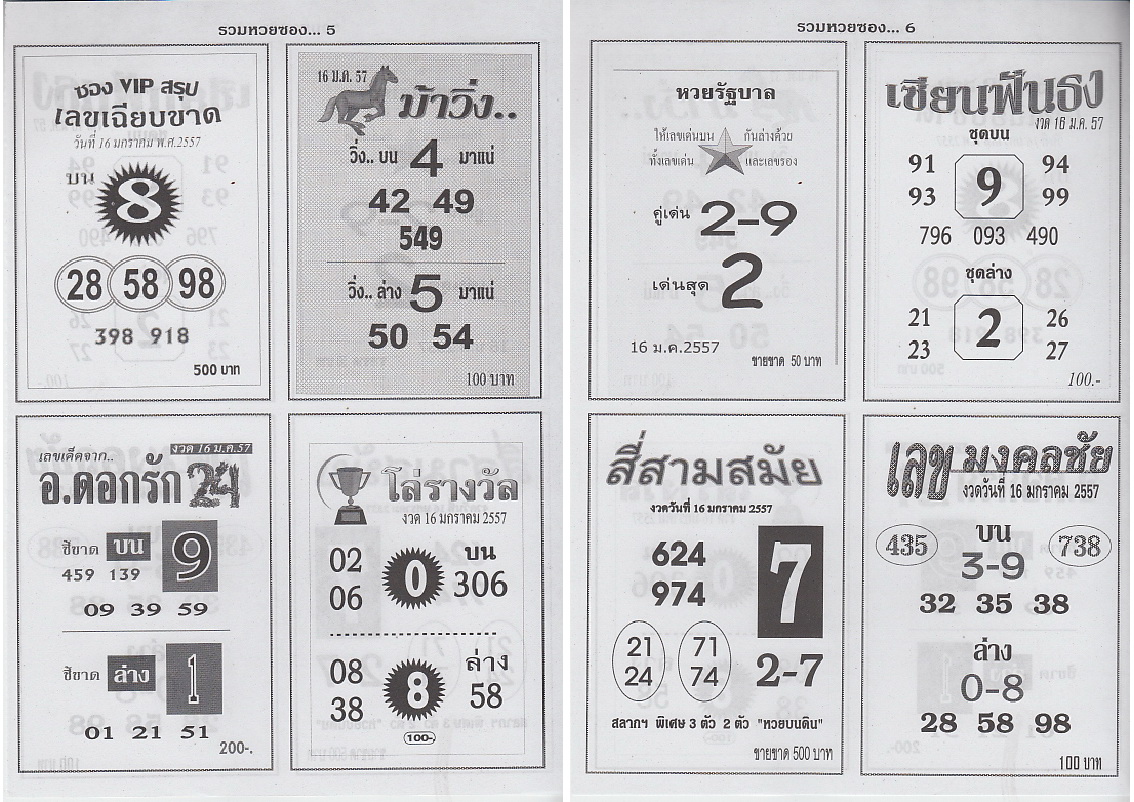 รวมหวยซอง... 5
ซอง VIP สรุป
เลขเฉียบขาด
วันที่ 16 มกราคม พ.ศ.2557
บน
8
28 58 98
398 918
500 บาท
16 ม.ค. 57
ม้าวิ่ง..
วิ่ง.. บน 4 มาแน่
42 49
549
วิ่ง.. ล่าง 5 มาแน่
50 54
100 บาท
เลขเด็ดจาก..
งวด 16 ม.ค.57
อ.ดอกรัก 24
ชี้ขาด บน 9
459 139
09 39 59
ชี้ขาด ล่าง 1
01 21 51
200-.
โล่รางวัล
งวด 16 มกราคม 2557
02 0 บน
06 306
08 8 ล่าง
38 58
100-
รวมหวยซอง... 6
หวยรัฐบาล
ให้เลขเด่นบน กันล่างด้วย
ทั้งเลขเด่น และเลขรอง
คู่เด่น 2-9
เด่นสุด 2
16 ม.ค.2557
ขายขาด 50 บาท
เซียนฟันธง
งวด 16 ม.ค. 57
ชุดบน
91 9 94
93 99
796 093 490
ชุดล่าง
21 2 26
23 27
100.-
สี่สามสมัย
งวดวันที่ 16 มกราคม 2557
624 7
974
21 71
24 74
2-7
สลากฯ พิเศษ 3 ตัว 2 ตัว "หวยบนดิน"
ขายขาด 500 บาท
เลขมงคลชัย
งวดวันที่ 16 มกราคม 2557
435 บน 738
3-9
32 35 38
ล่าง
0-8
28 58 98
100 บาท